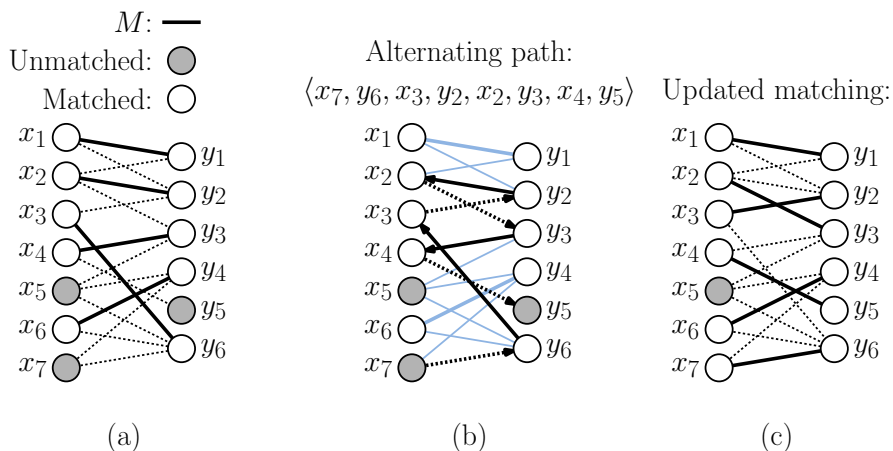 M:
Unmatched:
Matched:
x₁
x₂
x₃
x₄
x₅
x₆
x₇
y₁
y₂
y₃
y₄
y₅
y₆
(a)
Alternating path:
⟨x₇, y₆, x₃, y₂, x₂, y₃, x₄, y₅⟩
x₁
x₂
x₃
x₄
x₅
x₆
x₇
y₁
y₂
y₃
y₄
y₅
y₆
(b)
Updated matching:
x₁
x₂
x₃
x₄
x₅
x₆
x₇
y₁
y₂
y₃
y₄
y₅
y₆
(c)